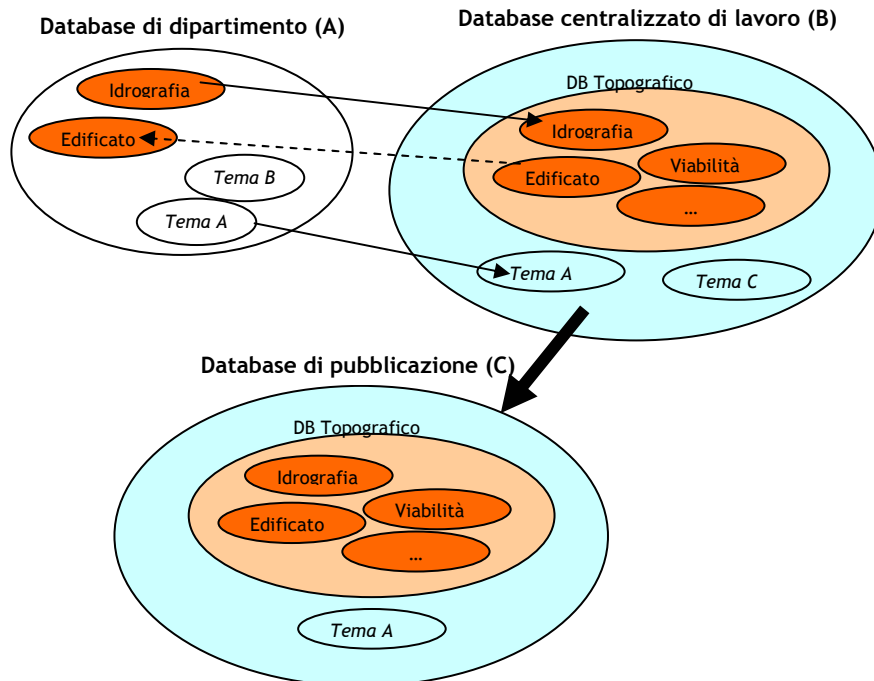 Database di dipartimento (A)
Idrografia
Edificato
Tema B
Tema A
Database centralizzato di lavoro (B)
DB Topografico
Idrografia
Edificato
Viabilità
…
Tema A
Tema C
Database di pubblicazione (C)
DB Topografico
Idrografia
Edificato
Viabilità
…
Tema A